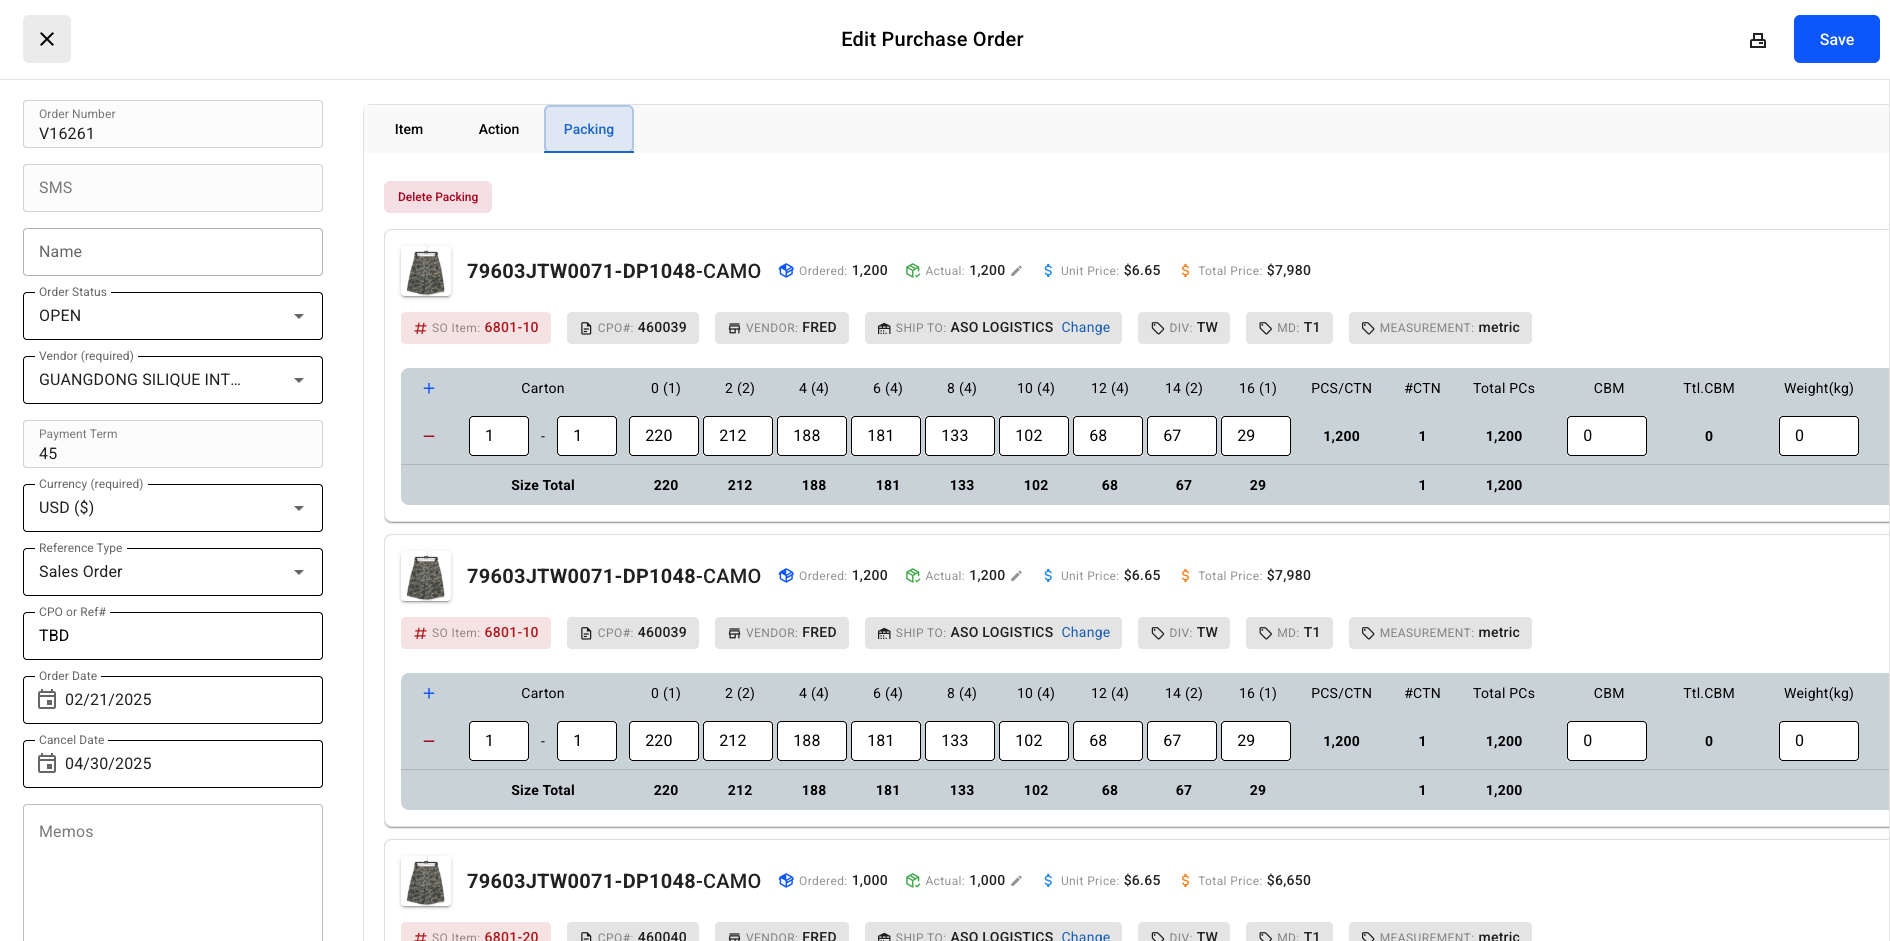 Edit Purchase Order
Save
Order Number
V16261
SMS
Name
Order Status
OPEN
Vendor (required)
GUANGDONG SILIQUE INT...
Payment Term
45
Currency (required)
USD ($)
Reference Type
Sales Order
CPO or Ref#
TBD
Order Date
02/21/2025
Cancel Date
04/30/2025
Memos
Item Action Packing
Delete Packing
79603JTW0071-DP1048-CAMO Ordered: 1,200 Actual: 1,200 Unit Price: $6.65 Total Price: $7,980
SO Item: 6801-10 CPO#: 460039 VENDOR: FRED SHIP TO: ASO LOGISTICS Change DIV: TW MD: T1 MEASUREMENT: metric
+ Carton 0 (1) 2 (2) 4 (4) 6 (4) 8 (4) 10 (4) 12 (4) 14 (2) 16 (1) PCS/CTN #CTN Total PCs CBM Ttl.CBM Weight(kg)
− 1 - 1 220 212 188 181 133 102 68 67 29 1,200 1 1,200 0 0 0
Size Total 220 212 188 181 133 102 68 67 29 1 1,200
79603JTW0071-DP1048-CAMO Ordered: 1,200 Actual: 1,200 Unit Price: $6.65 Total Price: $7,980
SO Item: 6801-10 CPO#: 460039 VENDOR: FRED SHIP TO: ASO LOGISTICS Change DIV: TW MD: T1 MEASUREMENT: metric
+ Carton 0 (1) 2 (2) 4 (4) 6 (4) 8 (4) 10 (4) 12 (4) 14 (2) 16 (1) PCS/CTN #CTN Total PCs CBM Ttl.CBM Weight(kg)
− 1 - 1 220 212 188 181 133 102 68 67 29 1,200 1 1,200 0 0 0
Size Total 220 212 188 181 133 102 68 67 29 1 1,200
79603JTW0071-DP1048-CAMO Ordered: 1,000 Actual: 1,000 Unit Price: $6.65 Total Price: $6,650
SO Item: 6801-20 CPO#: 460040 VENDOR: FRED SHIP TO: ASO LOGISTICS Change DIV: TW MD: T1 MEASUREMENT: metric